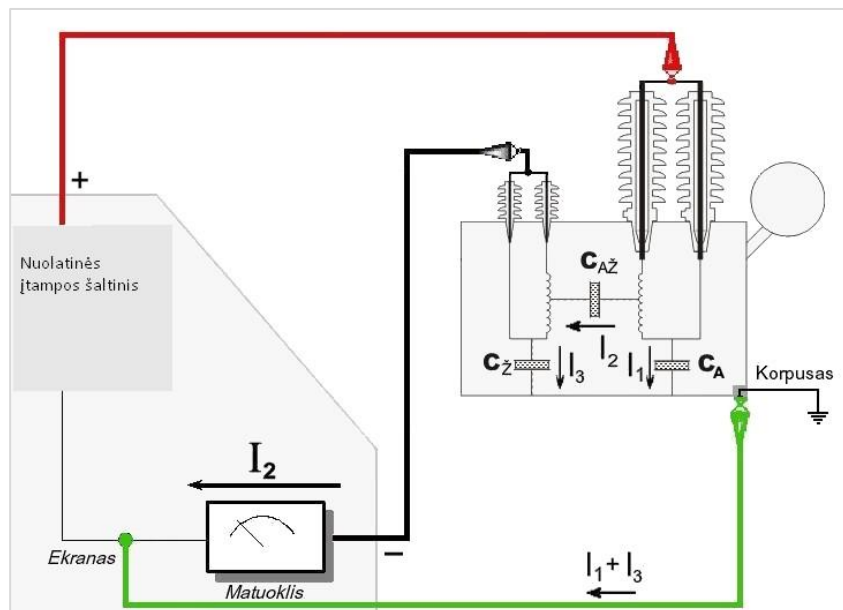 +
Nuolatinės
įtampos šaltinis
CAŽ
I2
CŽ
I3
I1
CA
Korpusas
I2
Ekranas
Matuoklis
−
I1 + I3